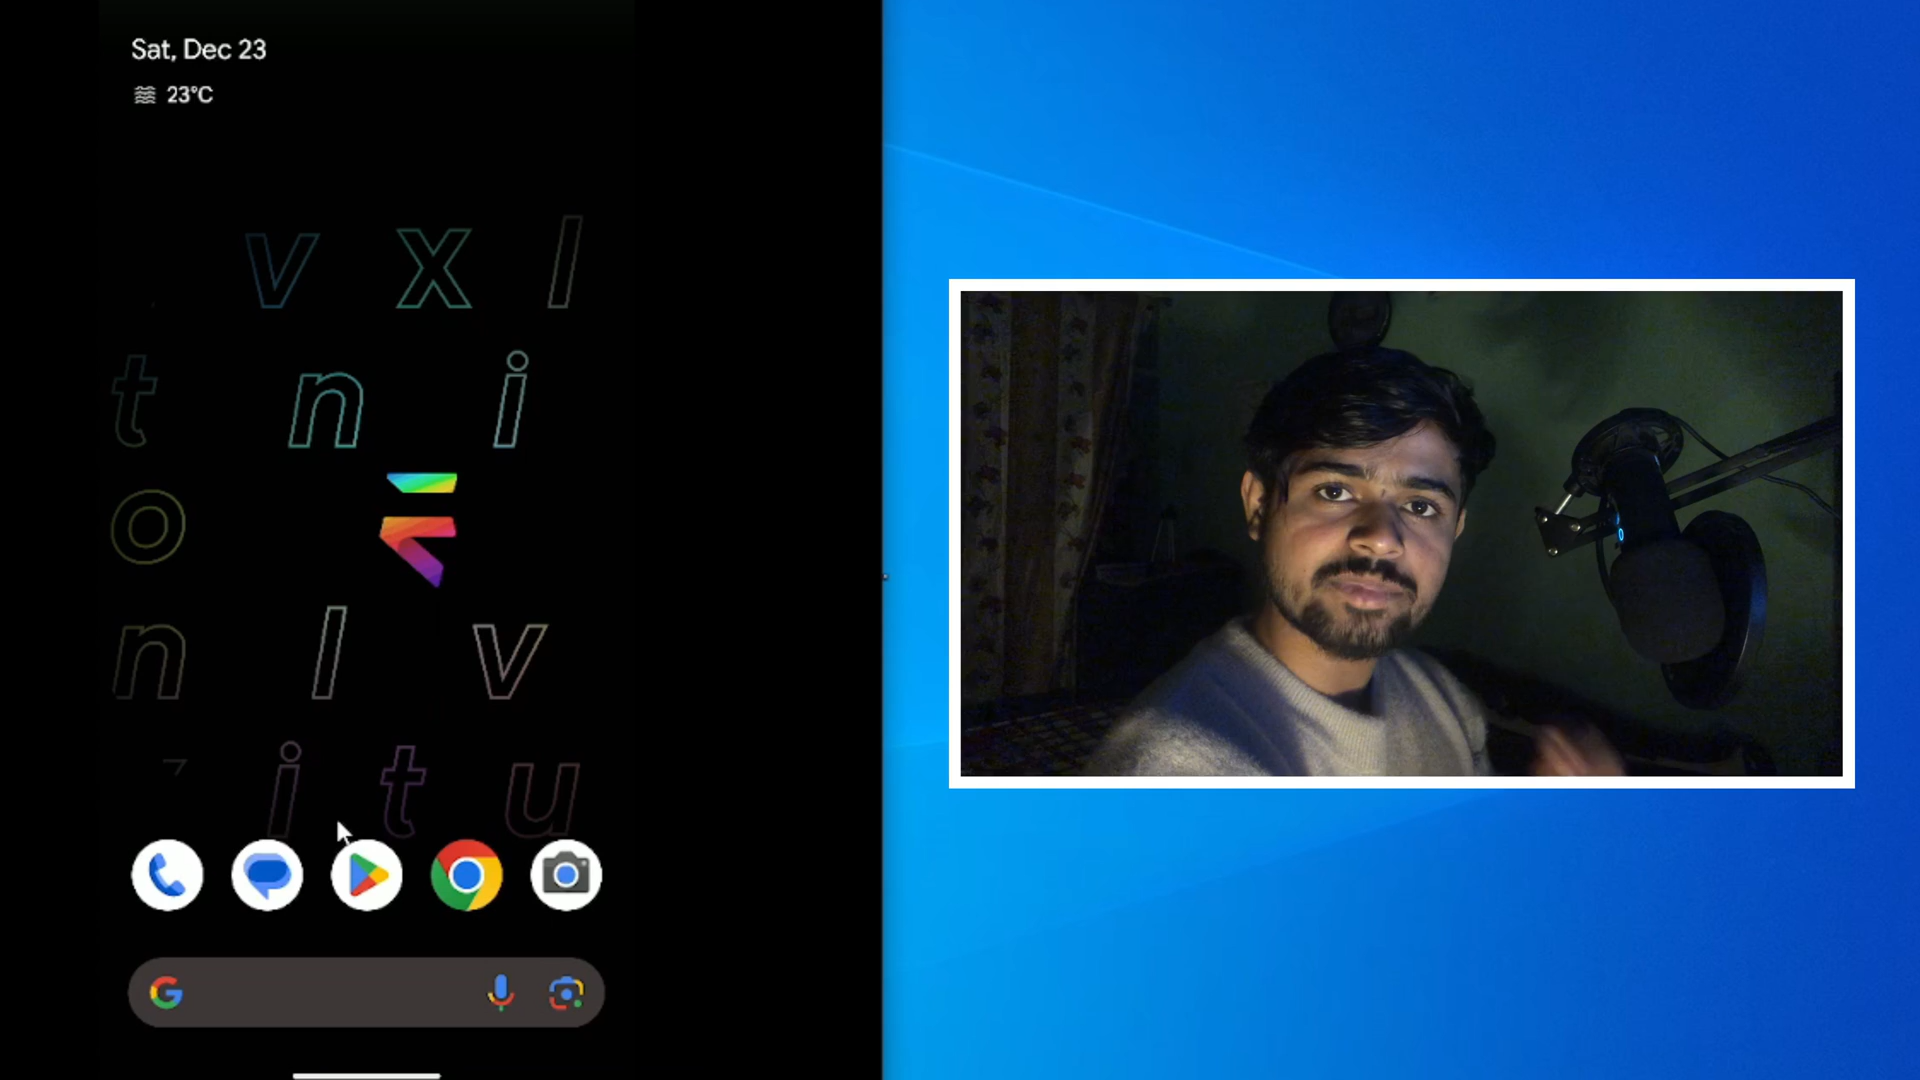 Sat, Dec 23
23°C
v X l
t n i
o
n l v
i t u
G